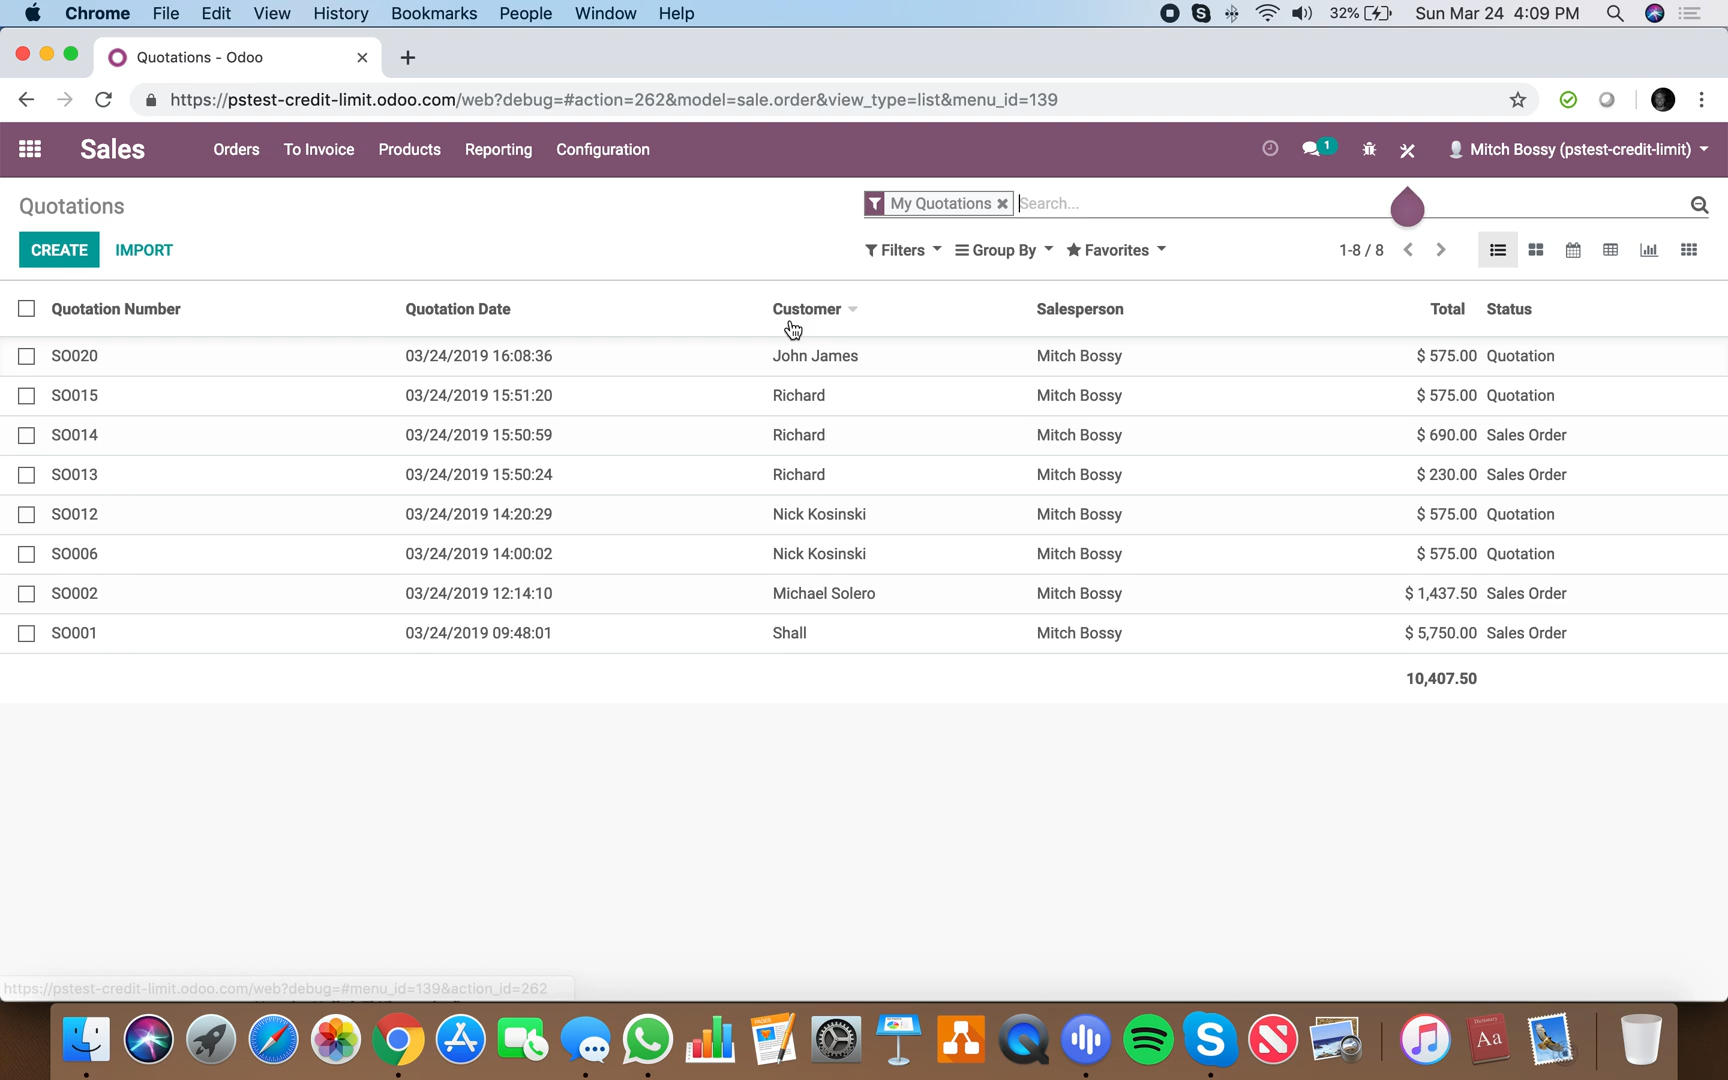 Chrome File Edit View History Bookmarks People Window Help 32% Sun Mar 24 4:09 PM
Quotations - Odoo
https://pstest-credit-limit.odoo.com/web?debug=#action=262&model=sale.order&view_type=list&menu_id=139
Sales Orders To Invoice Products Reporting Configuration 1 Mitch Bossy (pstest-credit-limit)
Quotations My Quotations Search...
CREATE IMPORT Filters Group By Favorites 1-8 / 8
Quotation Number Quotation Date Customer Salesperson Total Status
SO020 03/24/2019 16:08:36 John James Mitch Bossy $ 575.00 Quotation
SO015 03/24/2019 15:51:20 Richard Mitch Bossy $ 575.00 Quotation
SO014 03/24/2019 15:50:59 Richard Mitch Bossy $ 690.00 Sales Order
SO013 03/24/2019 15:50:24 Richard Mitch Bossy $ 230.00 Sales Order
SO012 03/24/2019 14:20:29 Nick Kosinski Mitch Bossy $ 575.00 Quotation
SO006 03/24/2019 14:00:02 Nick Kosinski Mitch Bossy $ 575.00 Quotation
SO002 03/24/2019 12:14:10 Michael Solero Mitch Bossy $ 1,437.50 Sales Order
SO001 03/24/2019 09:48:01 Shall Mitch Bossy $ 5,750.00 Sales Order
10,407.50
https://pstest-credit-limit.odoo.com/web?debug=#menu_id=139&action_id=262
Aa